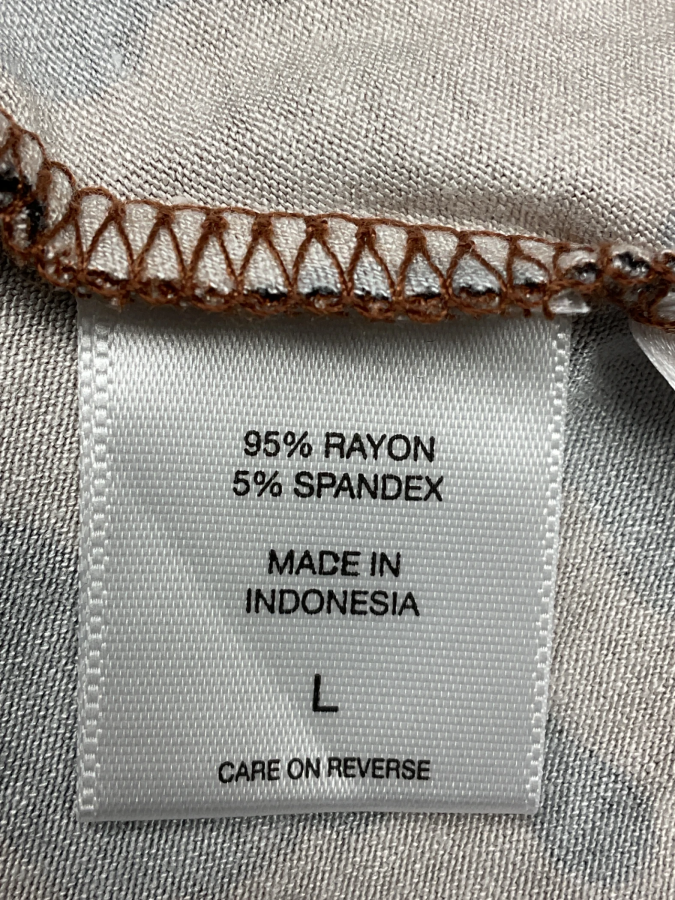 95% RAYON
5% SPANDEX
MADE IN
INDONESIA
L
CARE ON REVERSE